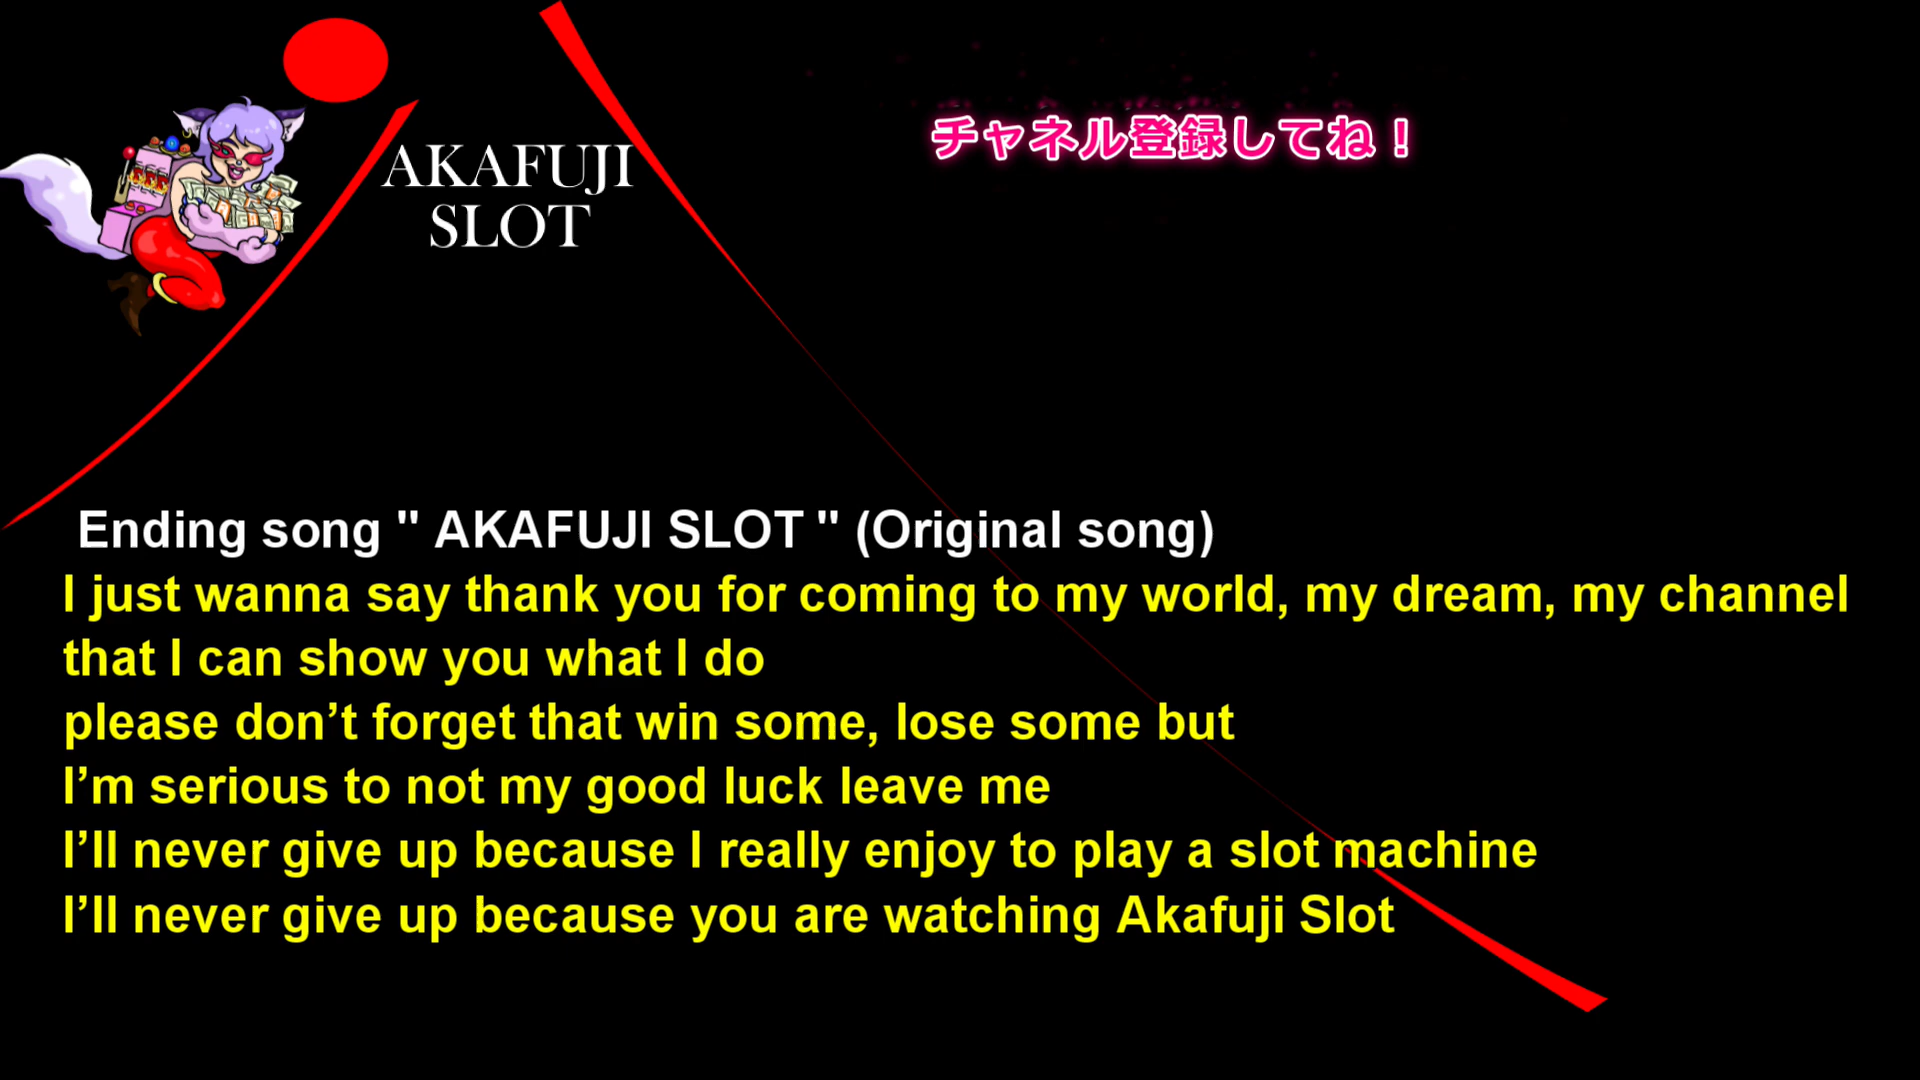 AKAFUJI
SLOT
チャネル登録してね！
Ending song " AKAFUJI SLOT " (Original song)
I just wanna say thank you for coming to my world, my dream, my channel
that I can show you what I do
please don’t forget that win some, lose some but
I’m serious to not my good luck leave me
I’ll never give up because I really enjoy to play a slot machine
I’ll never give up because you are watching Akafuji Slot